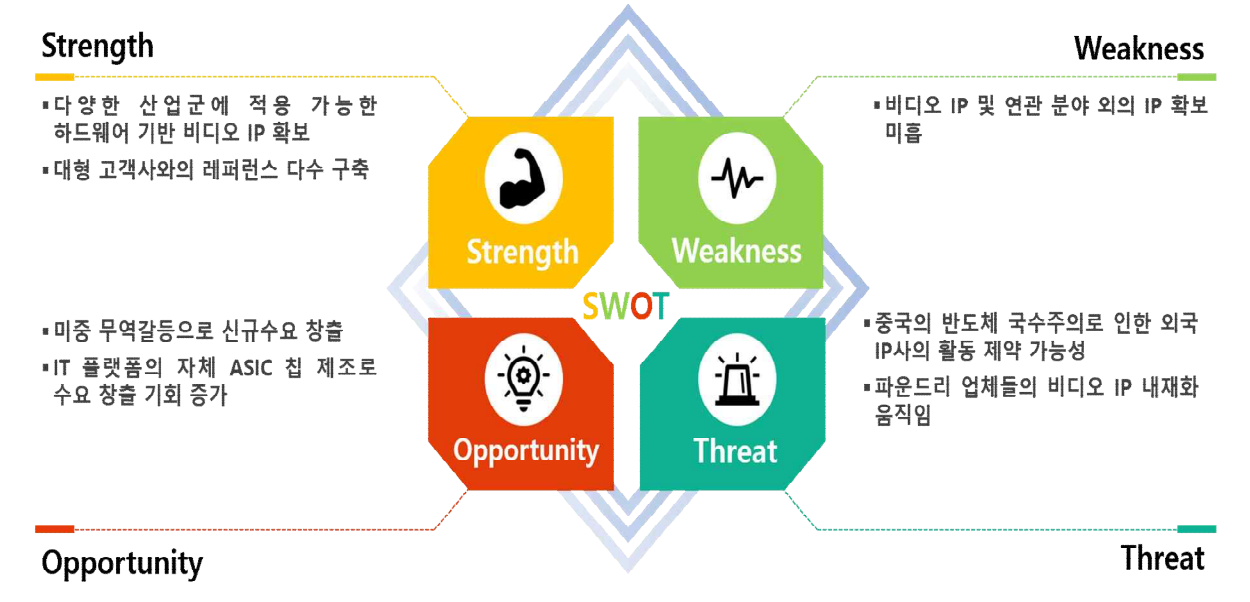 Strength
▪다양한 산업군에 적용 가능한
하드웨어 기반 비디오 IP 확보
▪대형 고객사와의 레퍼런스 다수 구축
Weakness
▪비디오 IP 및 연관 분야 외의 IP 확보
미흡
Strength
Weakness
SWOT
Opportunity
Threat
▪미중 무역갈등으로 신규수요 창출
▪IT 플랫폼의 자체 ASIC 칩 제조로
수요 창출 기회 증가
Opportunity
▪중국의 반도체 국수주의로 인한 외국
IP사의 활동 제약 가능성
▪파운드리 업체들의 비디오 IP 내재화
움직임
Threat